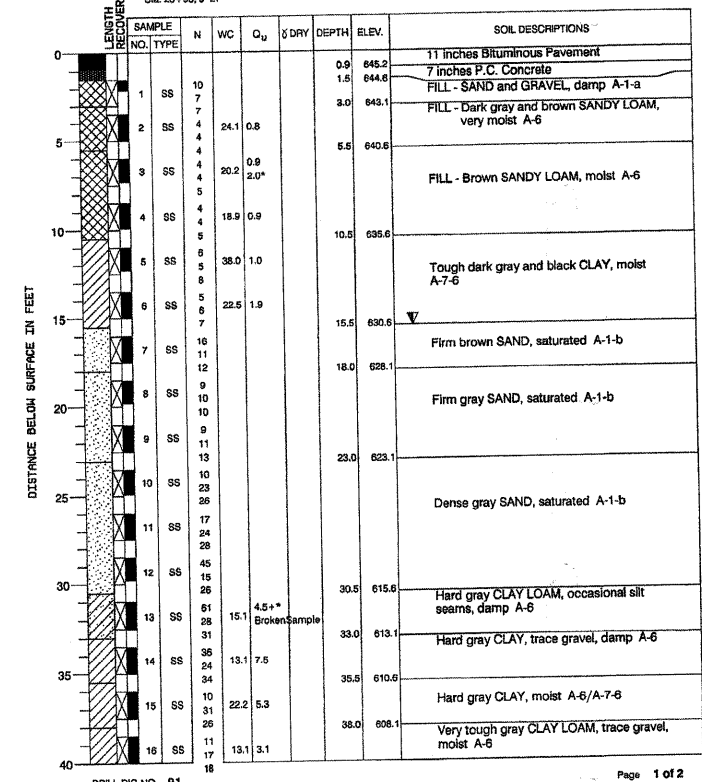 LENGTH
RECOVERY
SAMPLE
NO. TYPE
N
WC
Qu
γ DRY
DEPTH
ELEV.
SOIL DESCRIPTIONS
DISTANCE BELOW SURFACE IN FEET
0
5
10
15
20
25
30
35
40
11 inches Bituminous Pavement
0.9 645.2
7 inches P.C. Concrete
1.5 644.6
1 SS 10 7 7
FILL - SAND and GRAVEL, damp A-1-a
3.0 643.1
FILL - Dark gray and brown SANDY LOAM,
very moist A-6
2 SS 4 4 4 24.1 0.8
5.5 640.6
3 SS 4 4 5 20.2 0.9
2.0*
FILL - Brown SANDY LOAM, moist A-6
4 SS 4 4 5 18.9 0.9
10.5 635.6
5 SS 6 5 8 38.0 1.0
Tough dark gray and black CLAY, moist
A-7-6
6 SS 5 6 7 22.5 1.9
15.5 630.6
7 SS 16 11 12
Firm brown SAND, saturated A-1-b
18.0 628.1
8 SS 9 10 10
Firm gray SAND, saturated A-1-b
9 SS 9 11 13
23.0 623.1
10 SS 10 23 26
Dense gray SAND, saturated A-1-b
11 SS 17 24 28
12 SS 45 15 26
30.5 615.6
Hard gray CLAY LOAM, occasional silt
seams, damp A-6
13 SS 61 28 31 15.1 4.5+*
Broken Sample
33.0 613.1
Hard gray CLAY, trace gravel, damp A-6
14 SS 36 24 34 13.1 7.5
35.5 610.6
15 SS 10 31 26 22.2 5.3
Hard gray CLAY, moist A-6/A-7-6
38.0 608.1
Very tough gray CLAY LOAM, trace gravel,
moist A-6
16 SS 11 17 18 13.1 3.1
Page 1 of 2